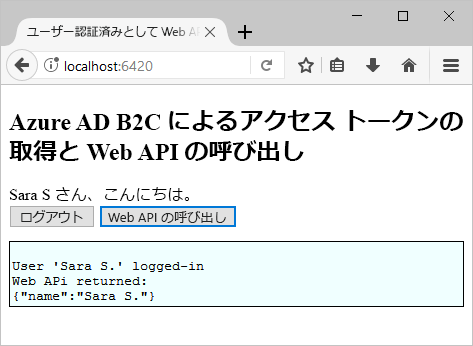 ユーザー認証済みとして Web A
localhost:6420
Azure AD B2C によるアクセス トークンの
取得と Web API の呼び出し
Sara S さん、こんにちは。
ログアウト Web API の呼び出し
User 'Sara S.' logged-in
Web APi returned:
{"name":"Sara S."}